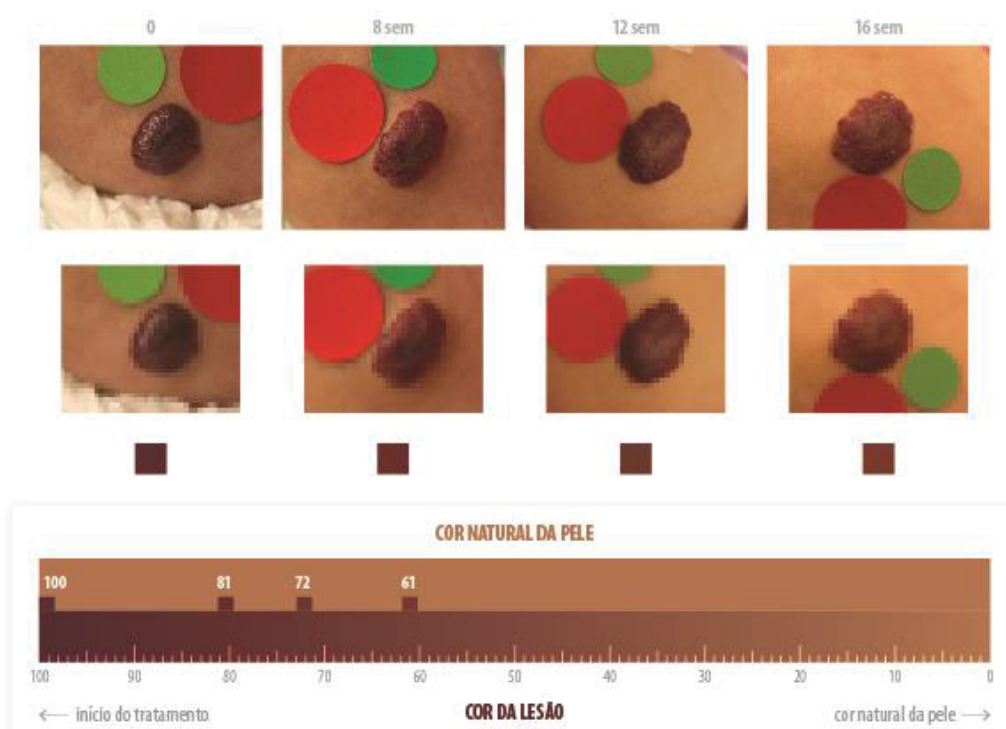 0 8 sem 12 sem 16 sem
COR NATURAL DA PELE
100 81 72 61
100 90 80 70 60 50 40 30 20 10 0
← início do tratamento COR DA LESÃO cor natural da pele →